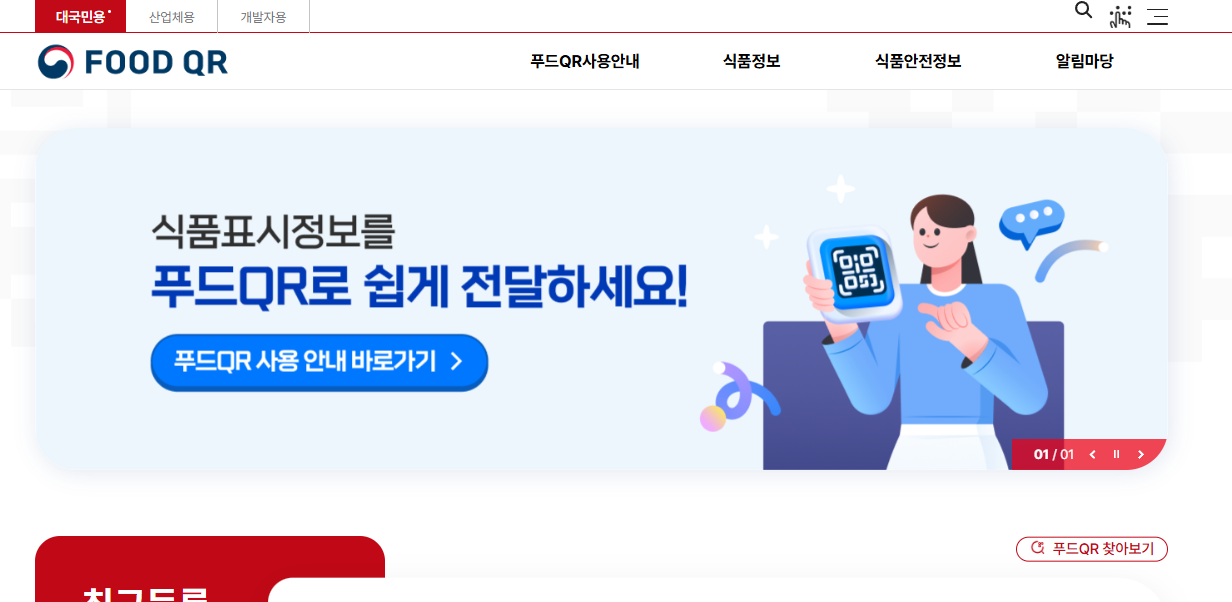 대국민용
산업체용
개발자용
FOOD QR
푸드QR사용안내
식품정보
식품안전정보
알림마당
식품표시정보를
푸드QR로 쉽게 전달하세요!
푸드QR 사용 안내 바로가기
01 / 01
푸드QR 찾아보기